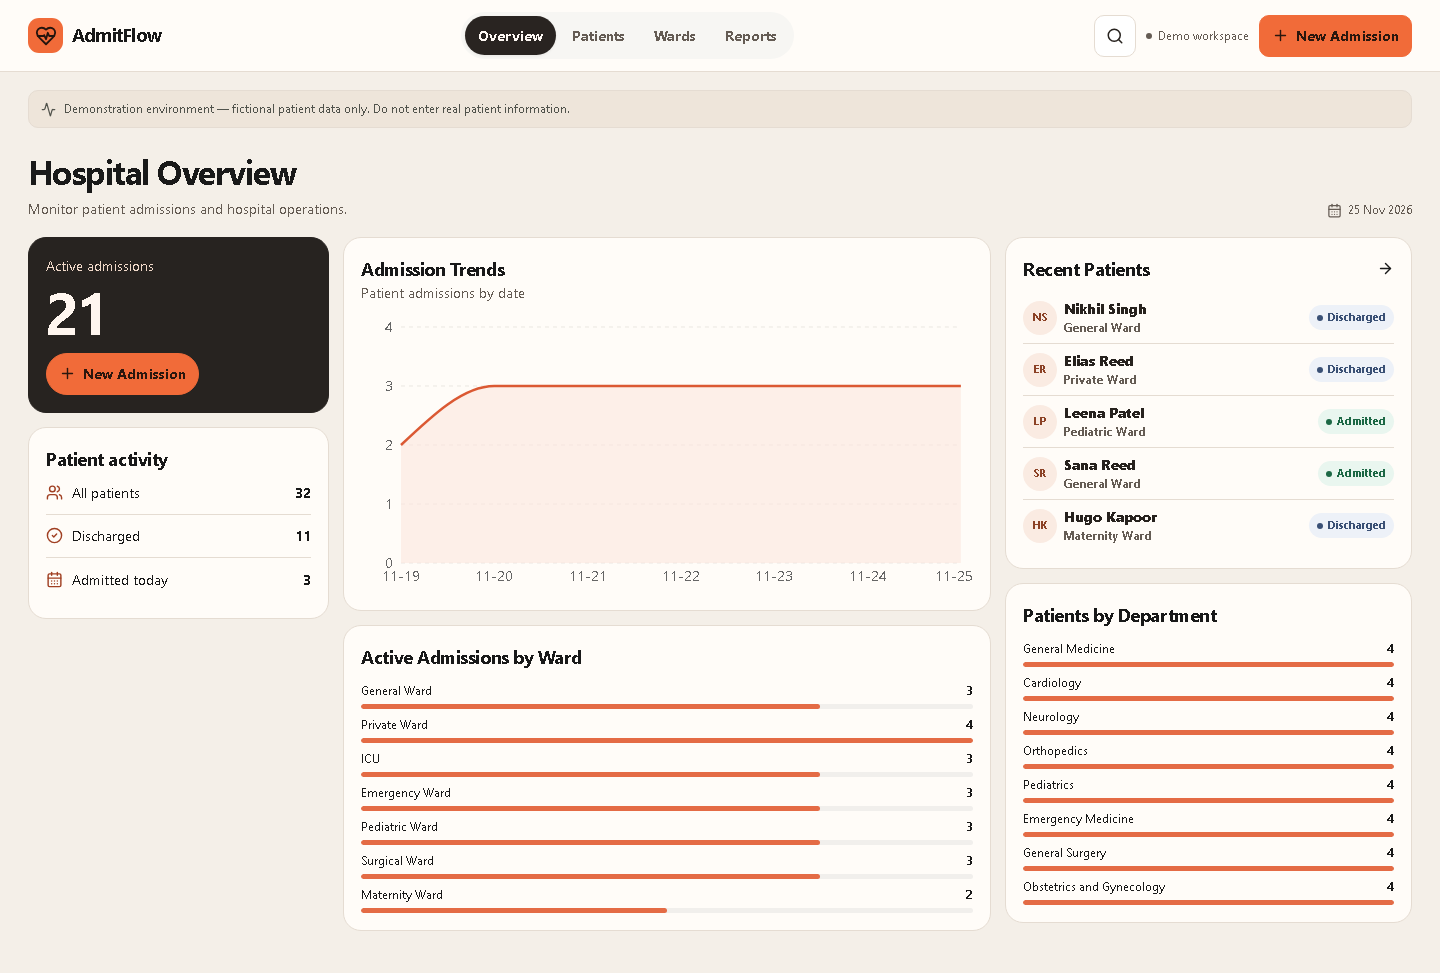 AdmitFlow
Overview
Patients
Wards
Reports
Demo workspace
New Admission
Demonstration environment — fictional patient data only. Do not enter real patient information.
Hospital Overview
Monitor patient admissions and hospital operations.
25 Nov 2026
Active admissions
21
New Admission
Patient activity
All patients 32
Discharged 11
Admitted today 3
Admission Trends
Patient admissions by date
4
3
2
1
0
11-19 11-20 11-21 11-22 11-23 11-24 11-25
Active Admissions by Ward
General Ward 3
Private Ward 4
ICU 3
Emergency Ward 3
Pediatric Ward 3
Surgical Ward 3
Maternity Ward 2
Recent Patients
NS Nikhil Singh Discharged
General Ward
ER Elias Reed Discharged
Private Ward
LP Leena Patel Admitted
Pediatric Ward
SR Sana Reed Admitted
General Ward
HK Hugo Kapoor Discharged
Maternity Ward
Patients by Department
General Medicine 4
Cardiology 4
Neurology 4
Orthopedics 4
Pediatrics 4
Emergency Medicine 4
General Surgery 4
Obstetrics and Gynecology 4